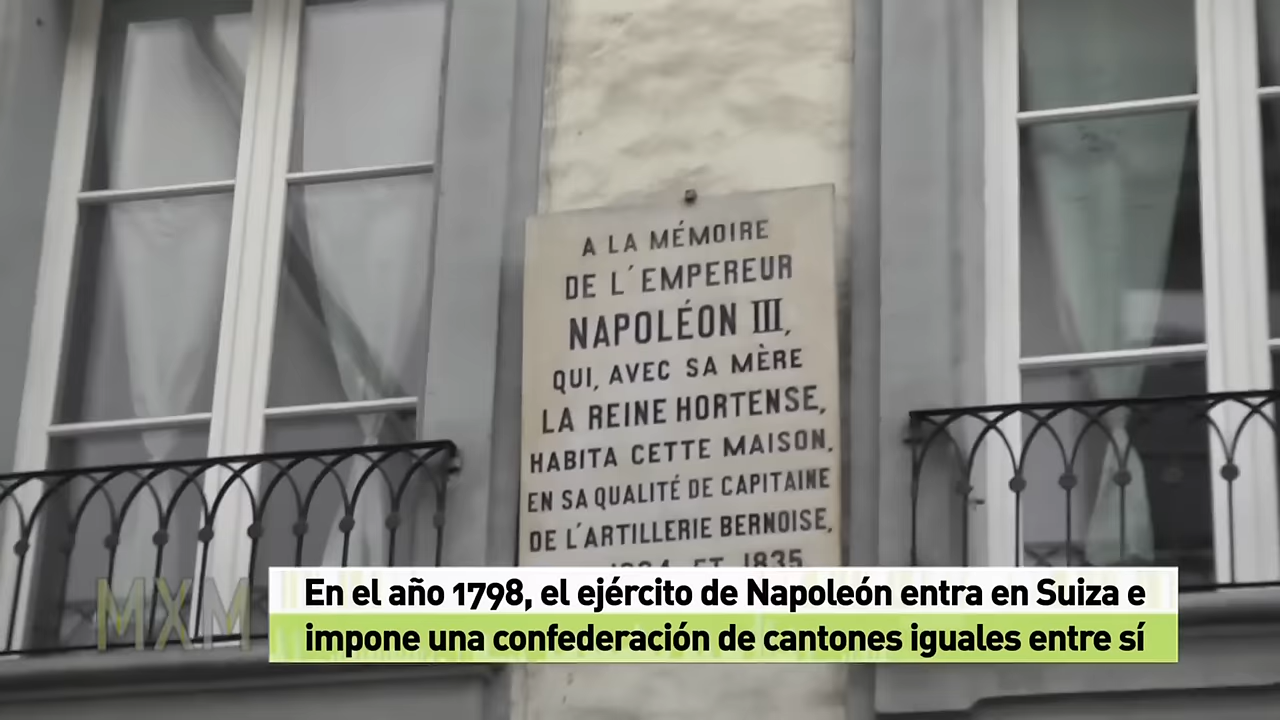 A LA MÉMOIRE
DE L'EMPEREUR
NAPOLÉON III,
QUI, AVEC SA MÈRE
LA REINE HORTENSE,
HABITA CETTE MAISON,
EN SA QUALITÉ DE CAPITAINE
DE L'ARTILLERIE BERNOISE,
ET 1835
MXM
En el año 1798, el ejército de Napoleón entra en Suiza e
impone una confederación de cantones iguales entre sí